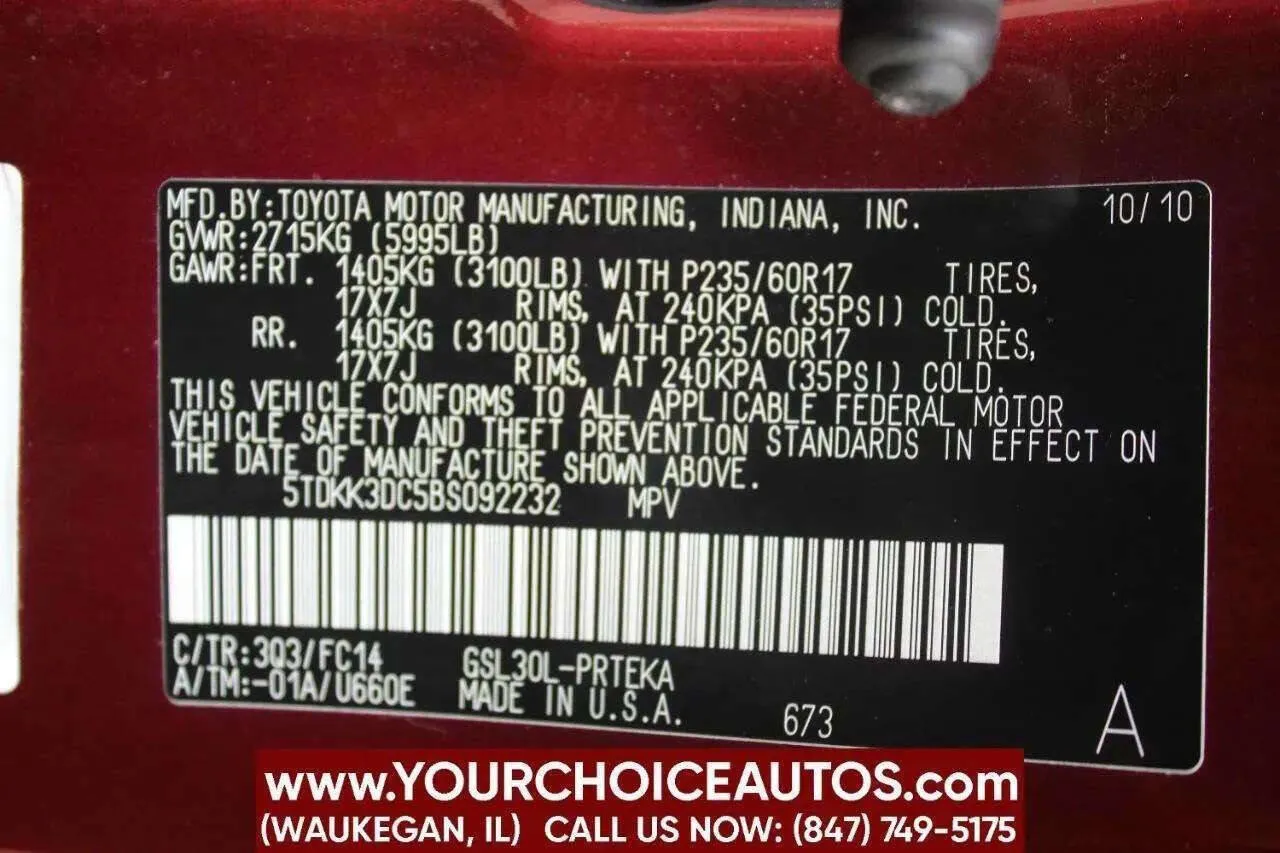 MFD.BY:TOYOTA MOTOR MANUFACTURING, INDIANA, INC. 10/10
GVWR:2715KG (5995LB)
GAWR:FRT. 1405KG (3100LB) WITH P235/60R17 TIRES,
17X7J RIMS, AT 240KPA (35PSI) COLD.
RR. 1405KG (3100LB) WITH P235/60R17 TIRES,
17X7J RIMS, AT 240KPA (35PSI) COLD.
THIS VEHICLE CONFORMS TO ALL APPLICABLE FEDERAL MOTOR
VEHICLE SAFETY AND THEFT PREVENTION STANDARDS IN EFFECT ON
THE DATE OF MANUFACTURE SHOWN ABOVE.
5TDKK3DC5BS092232 MPV
C/TR:3Q3/FC14 GSL30L-PRTEKA
A/TM:-01A/U660E MADE IN U.S.A.
673 A
www.YOURCHOICEAUTOS.com
(WAUKEGAN, IL) CALL US NOW: (847) 749-5175